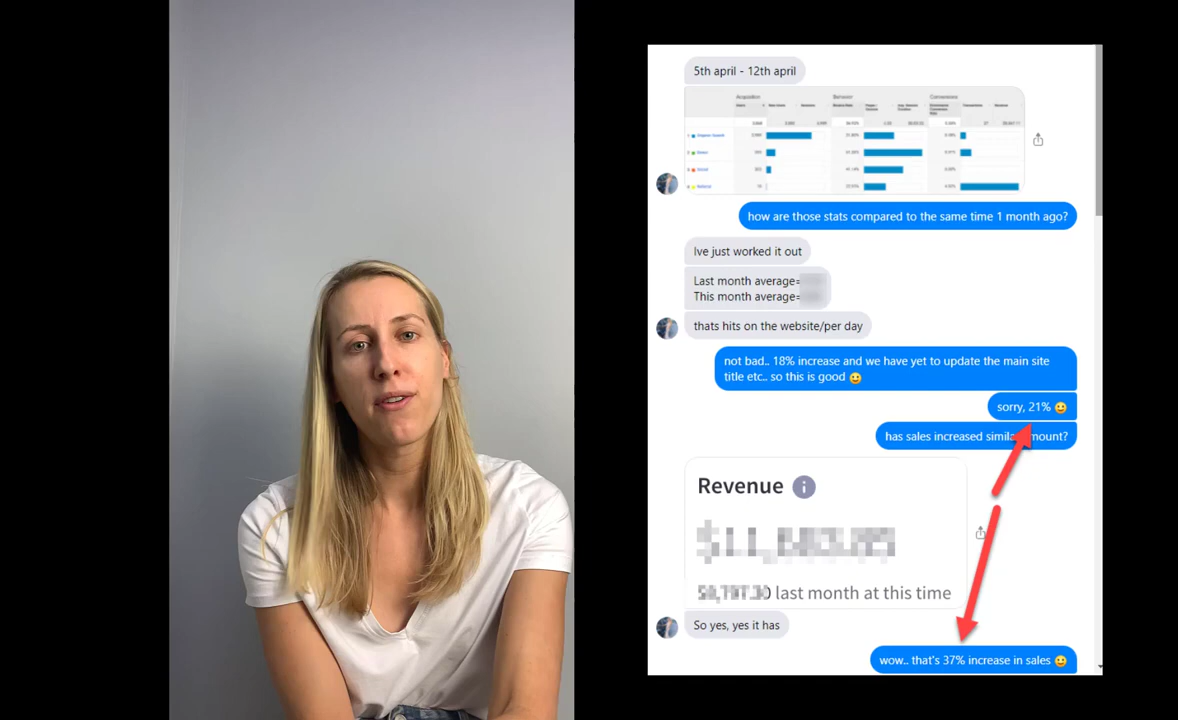 5th april - 12th april
Acquisition
Behavior
Conversions
how are those stats compared to the same time 1 month ago?
Ive just worked it out
Last month average=
This month average=
thats hits on the website/per day
not bad.. 18% increase and we have yet to update the main site
title etc.. so this is good
sorry, 21%
has sales increased simil mount?
Revenue
last month at this time
So yes, yes it has
wow.. that's 37% increase in sales